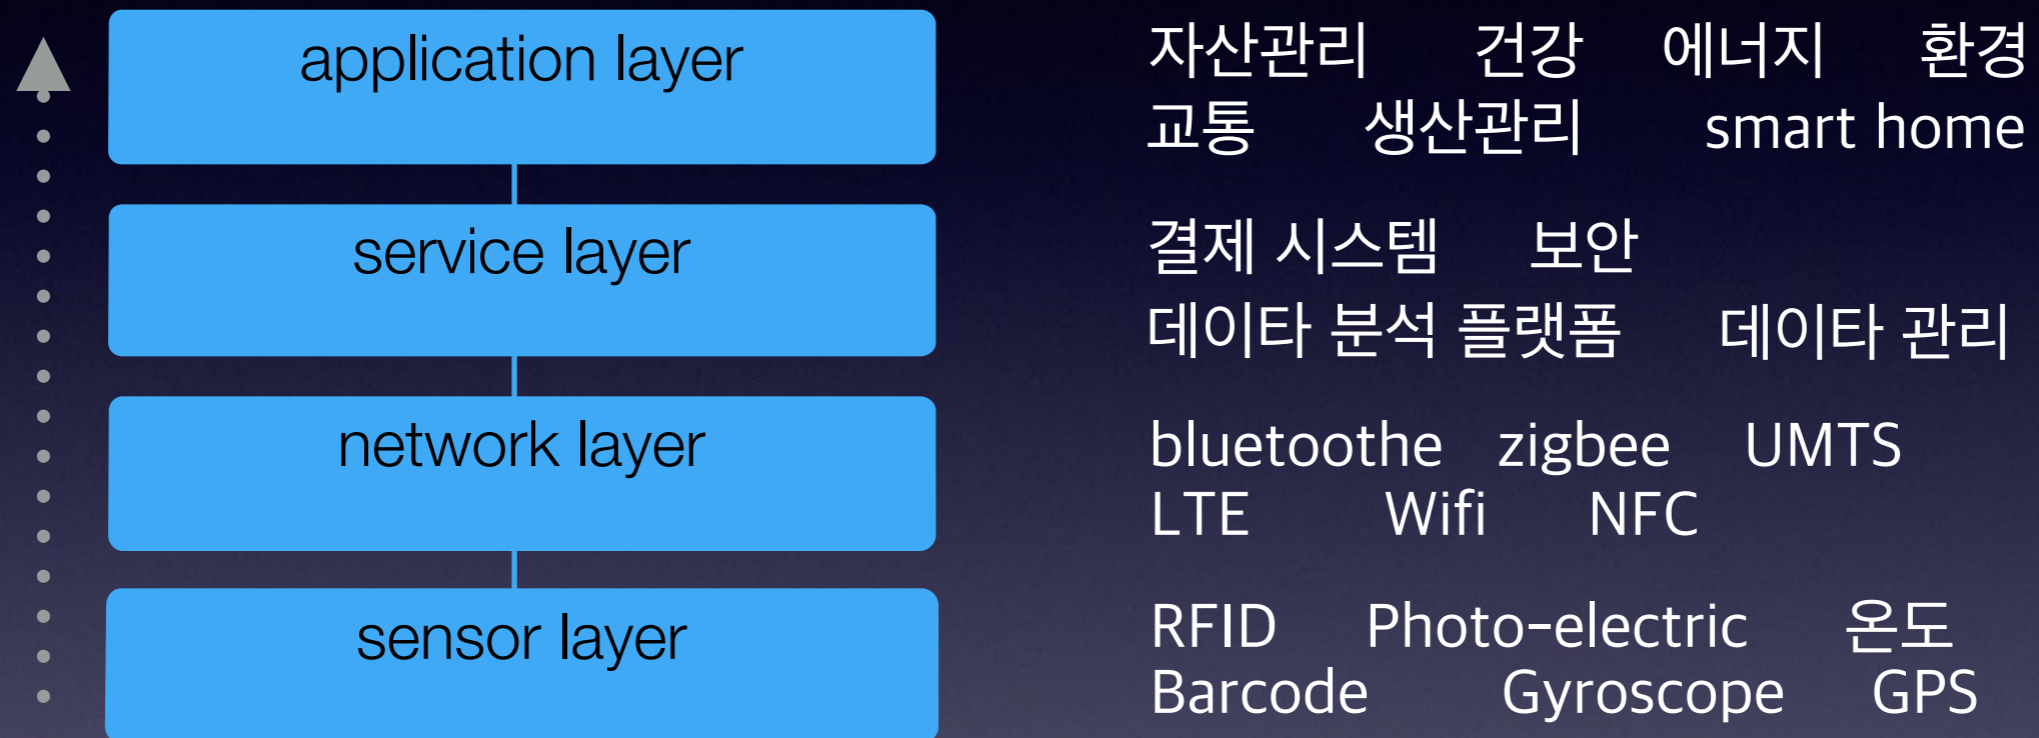 application layer
자산관리 건강 에너지 환경
교통 생산관리 smart home
service layer
결제 시스템 보안
데이타 분석 플랫폼 데이타 관리
network layer
bluetoothe zigbee UMTS
LTE Wifi NFC
sensor layer
RFID Photo-electric 온도
Barcode Gyroscope GPS